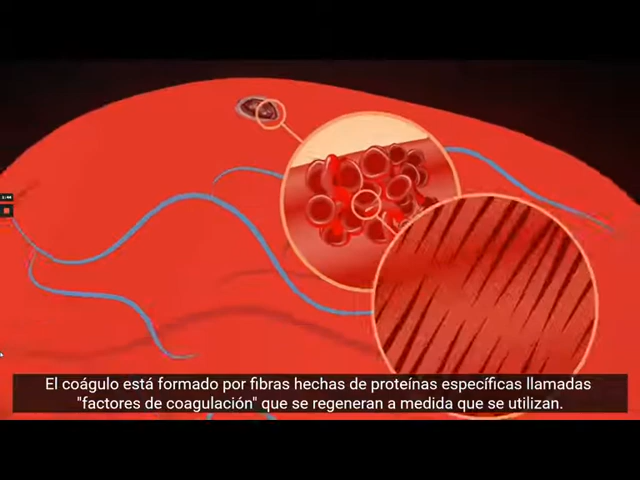 El coágulo está formado por fibras hechas de proteínas específicas llamadas
"factores de coagulación" que se regeneran a medida que se utilizan.